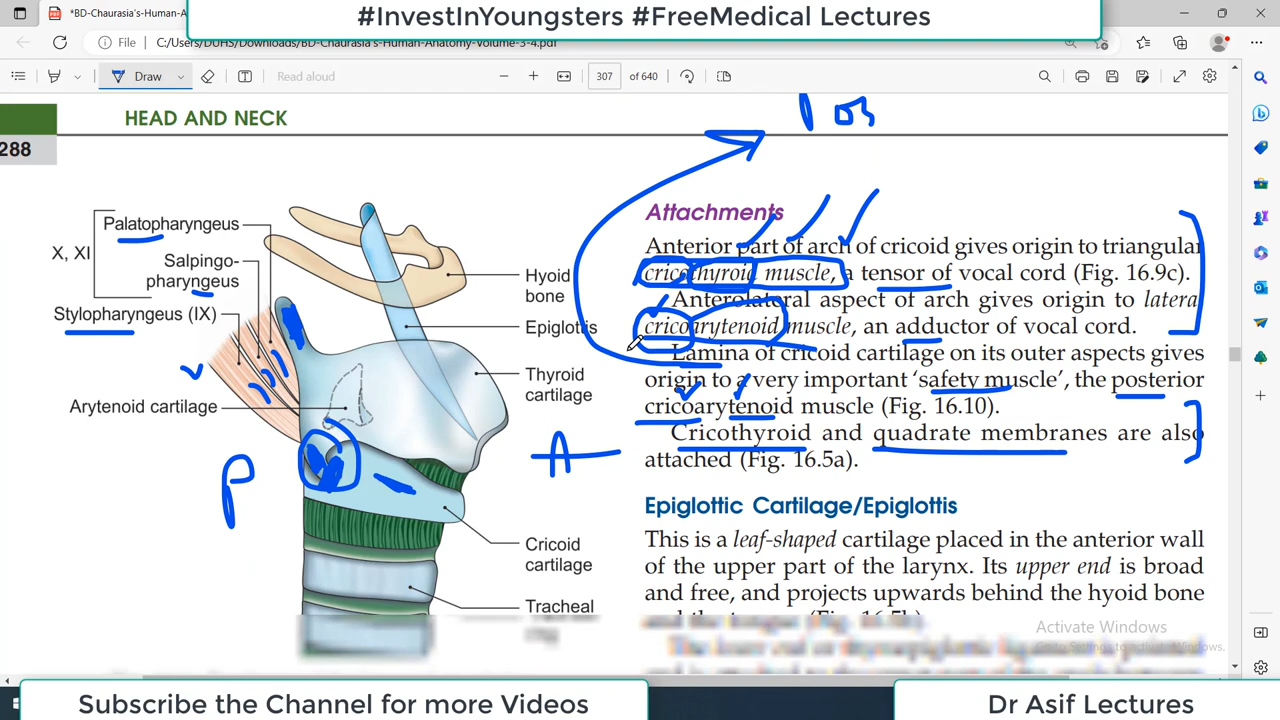 #InvestInYoungsters #FreeMedical Lectures
*BD-Chaurasia's-Human-A
File
C:/Users/DUHS/Downloads/BD-Chaurasia's-Human-Anatomy-Volume-3-4.pdf
Draw
Read aloud
307 of 640
HEAD AND NECK
288
Palatopharyngeus
X, XI
Salpingo-
pharyngeus
Stylopharyngeus (IX)
Arytenoid cartilage
Hyoid
bone
Epiglottis
Thyroid
cartilage
Cricoid
cartilage
Tracheal
P
A
Pos
Attachments
Anterior part of arch of cricoid gives origin to triangular
cricothyroid muscle, a tensor of vocal cord (Fig. 16.9c).
Anterolateral aspect of arch gives origin to lateral
cricoarytenoid muscle, an adductor of vocal cord.
Lamina of cricoid cartilage on its outer aspects gives
origin to a very important ‘safety muscle’, the posterior
cricoarytenoid muscle (Fig. 16.10).
Cricothyroid and quadrate membranes are also
attached (Fig. 16.5a).
Epiglottic Cartilage/Epiglottis
This is a leaf-shaped cartilage placed in the anterior wall
of the upper part of the larynx. Its upper end is broad
and free, and projects upwards behind the hyoid bone
Activate Windows
Go to Settings to activate Windows.
Subscribe the Channel for more Videos
Dr Asif Lectures